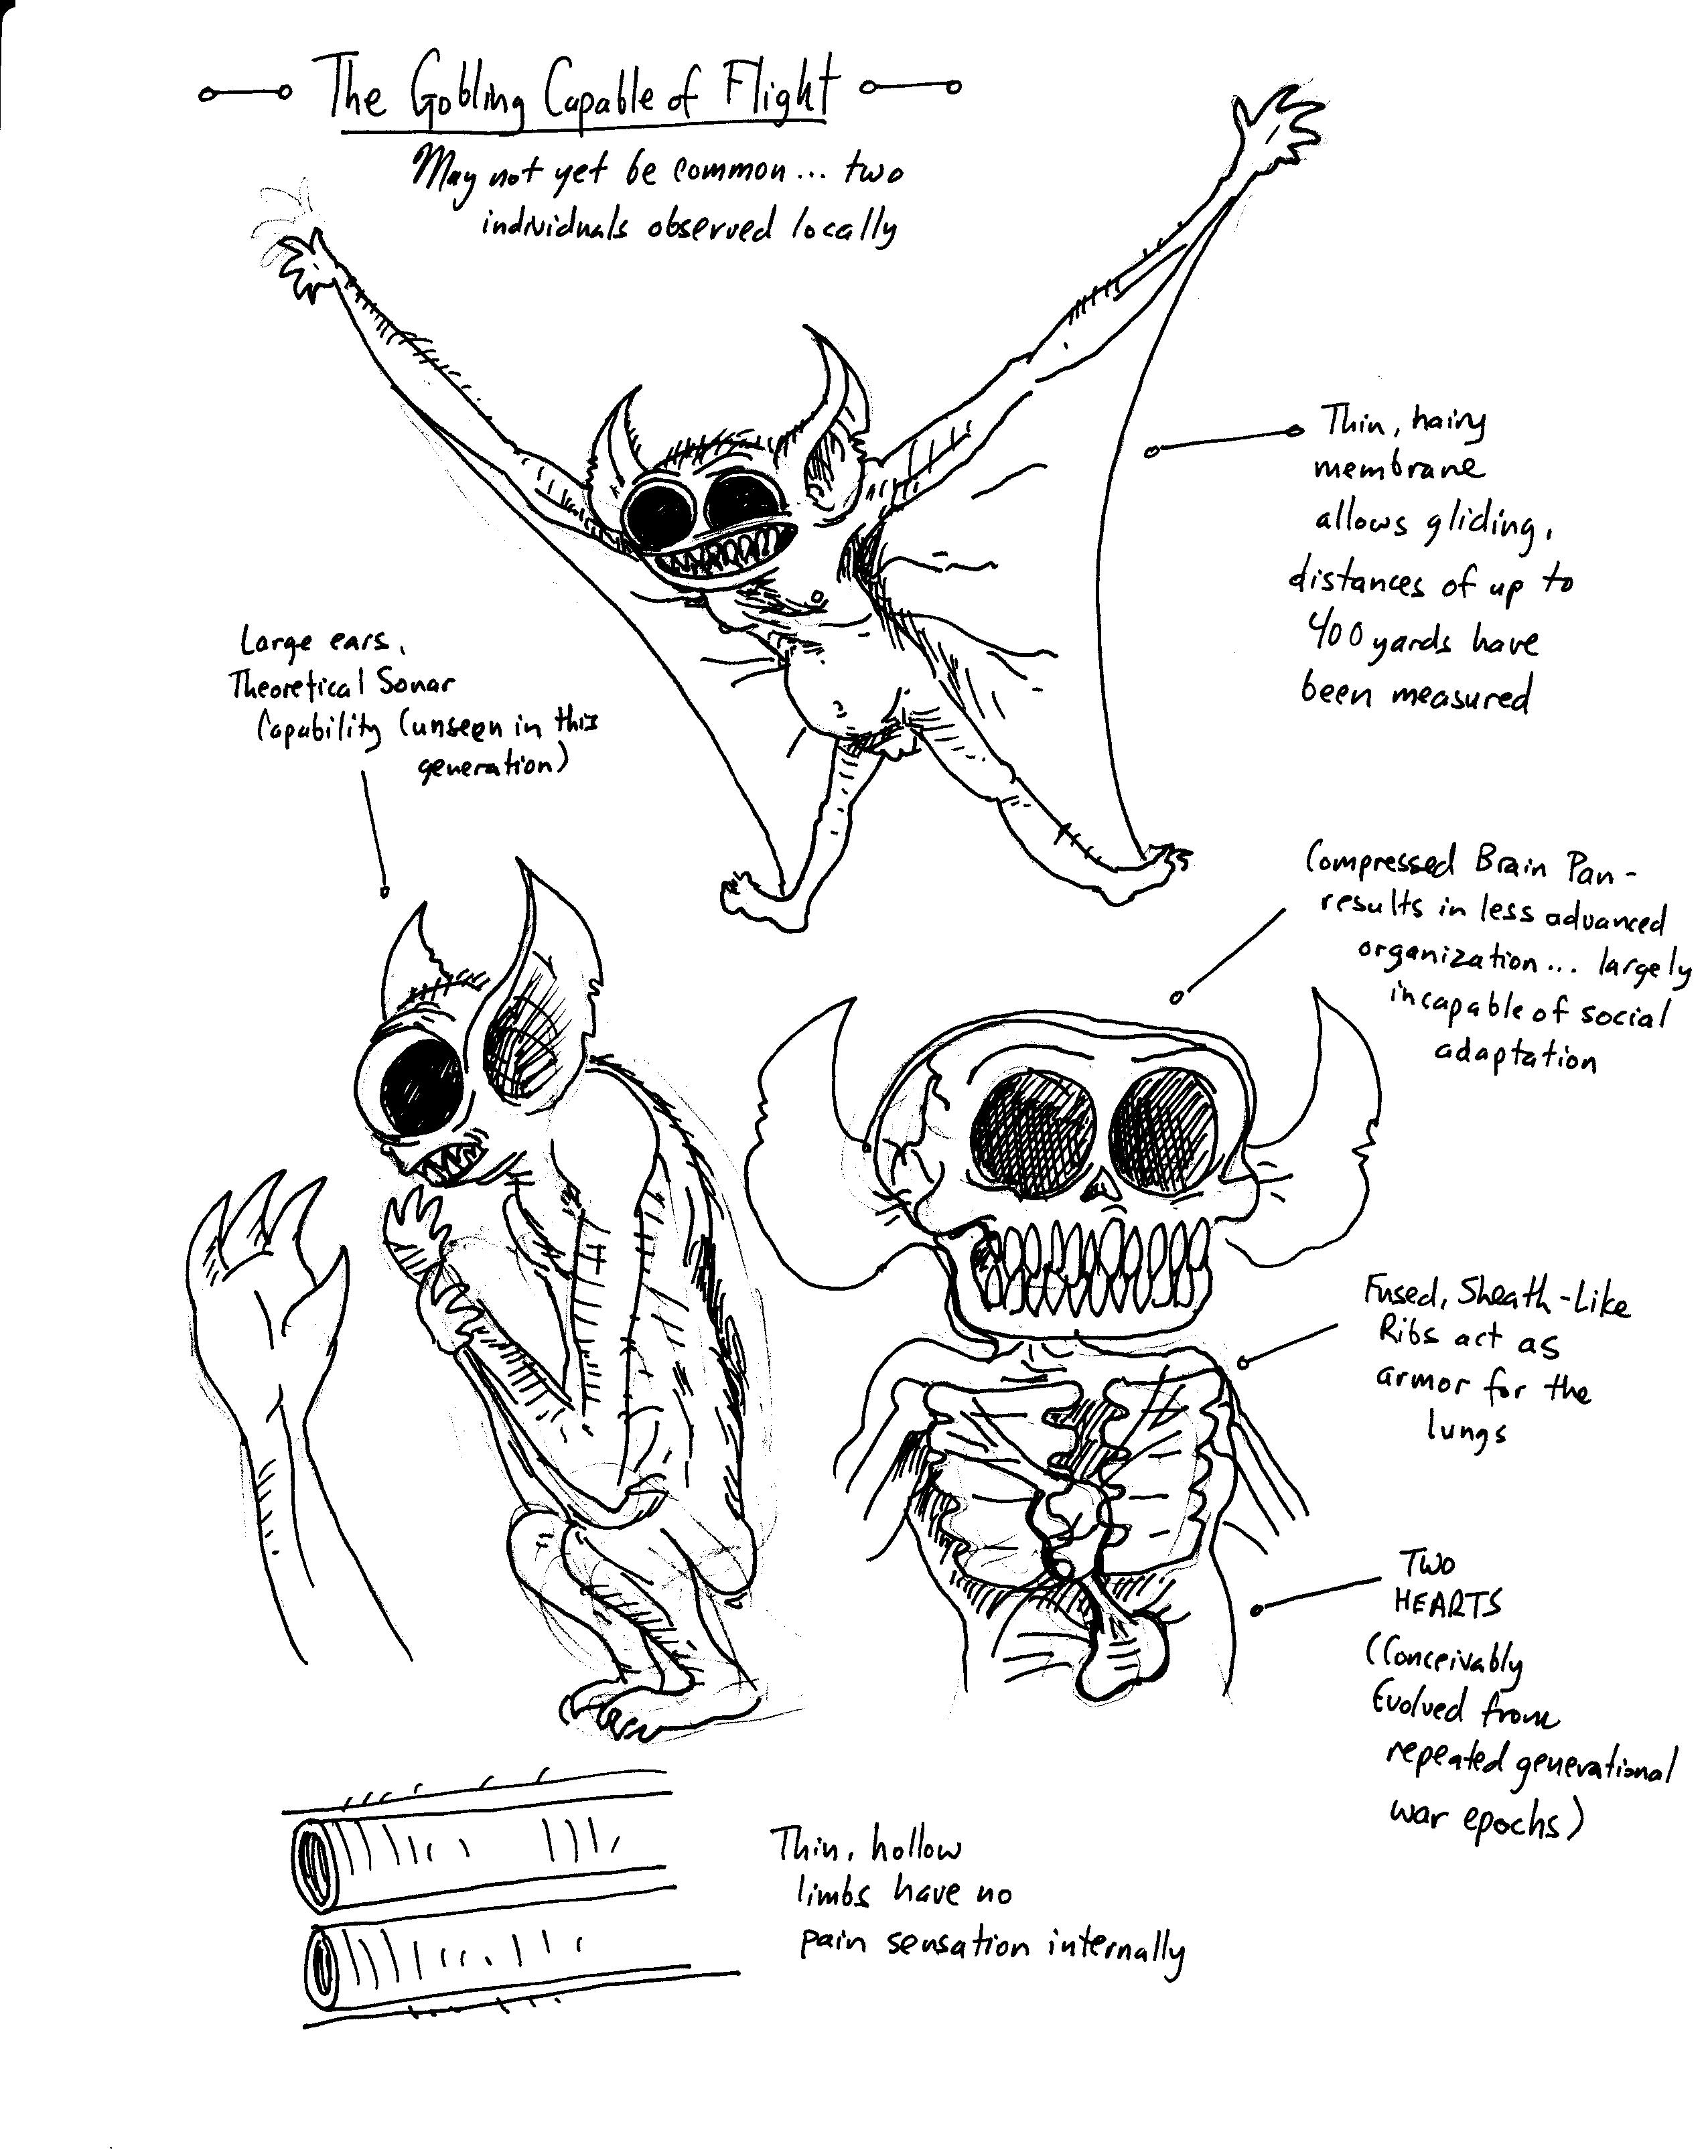 The Gobling Capable of Flight
May not yet be common... two
individuals observed locally
Thin, hairy
membrane
allows gliding,
distances of up to
400 yards have
been measured
Large ears,
Theoretical Sonar
Capability (unseen in this
generation)
Compressed Brain Pan-
results in less advanced
organization... largely
incapable of social
adaptation
Fused, Sheath-Like
Ribs act as
armor for the
lungs
TWO
HEARTS
(Conceivably
Evolved from
repeated generational
war epochs)
Thin, hollow
limbs have no
pain sensation internally